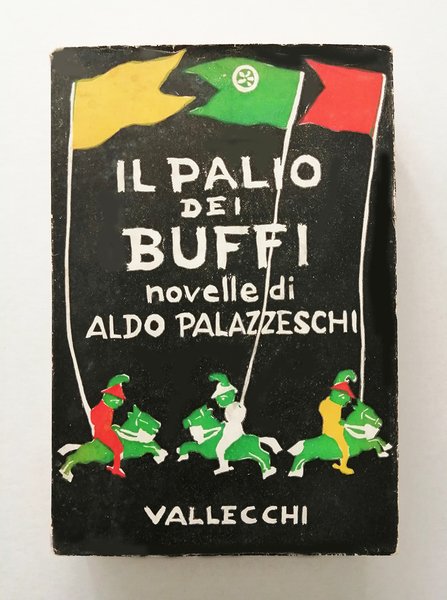 IL PALIO
DEI
BUFFI
novelle di
ALDO PALAZZESCHI
VALLECCHI